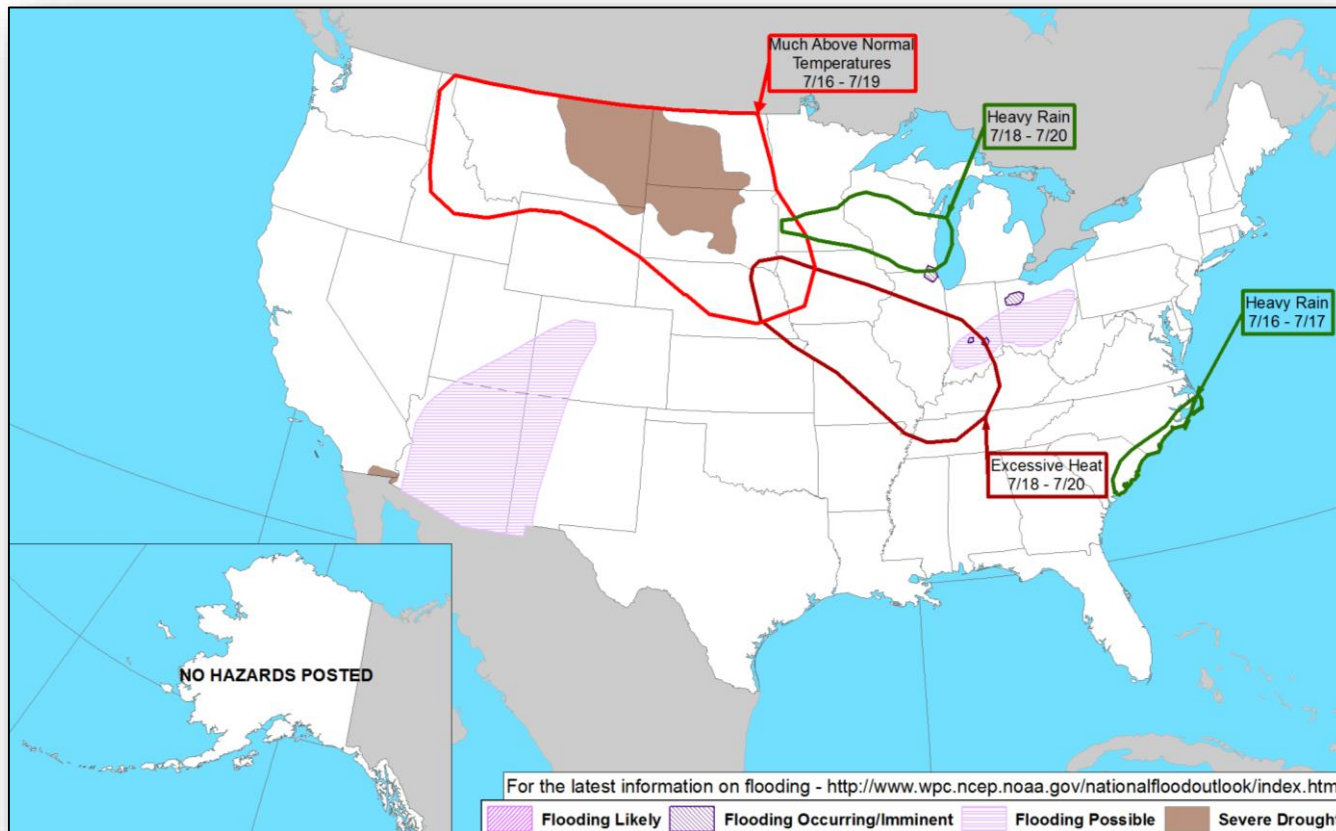 Much Above Normal
Temperatures
7/16 - 7/19
Heavy Rain
7/18 - 7/20
Heavy Rain
7/16 - 7/17
Excessive Heat
7/18 - 7/20
NO HAZARDS POSTED
For the latest information on flooding - http://www.wpc.ncep.noaa.gov/nationalfloodoutlook/index.htm
Flooding Likely
Flooding Occurring/Imminent
Flooding Possible
Severe Drought